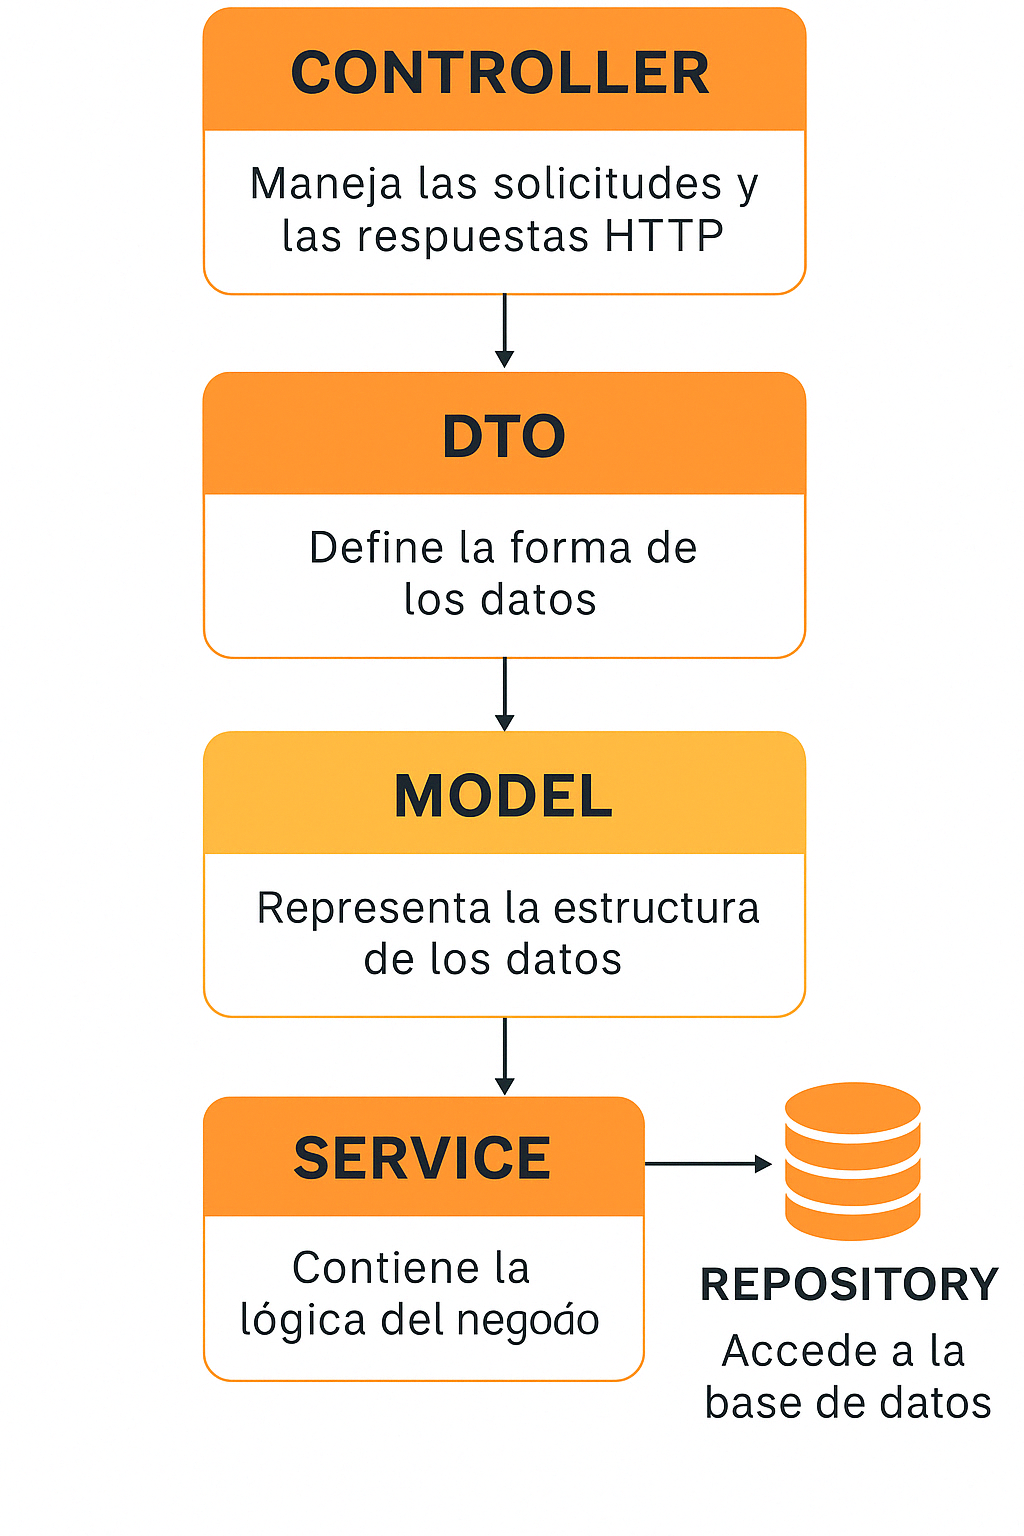 CONTROLLER
Maneja las solicitudes y
las respuestas HTTP
DTO
Define la forma de
los datos
MODEL
Representa la estructura
de los datos
SERVICE
Contiene la
lógica del negoáo
REPOSITORY
Accede a la
base de datos